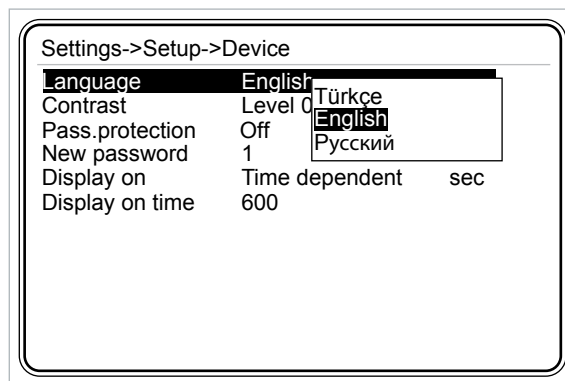 Settings->Setup->Device
Language English
Contrast Level 0
Pass.protection Off
New password 1
Display on Time dependent sec
Display on time 600
Türkçe
English
Русский